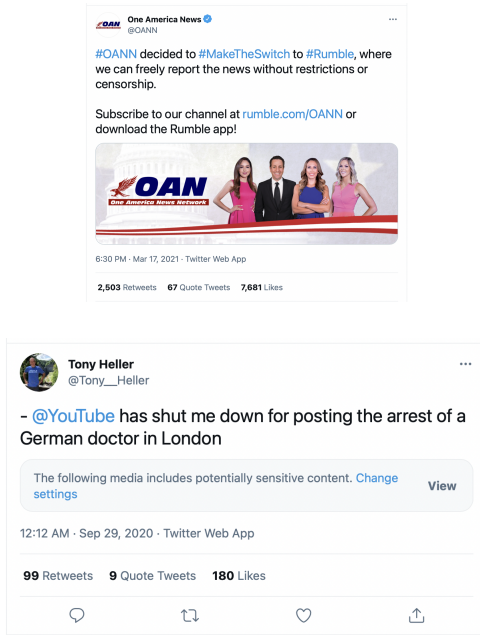 OAN
One America News
@OANN
#OANN decided to #MakeTheSwitch to #Rumble, where
we can freely report the news without restrictions or
censorship.
Subscribe to our channel at rumble.com/OANN or
download the Rumble app!
OAN
One America News Network
6:30 PM · Mar 17, 2021 · Twitter Web App
2,503 Retweets 67 Quote Tweets 7,681 Likes
Tony Heller
@Tony__Heller
- @YouTube has shut me down for posting the arrest of a
German doctor in London
The following media includes potentially sensitive content. Change
settings
View
12:12 AM · Sep 29, 2020 · Twitter Web App
99 Retweets 9 Quote Tweets 180 Likes